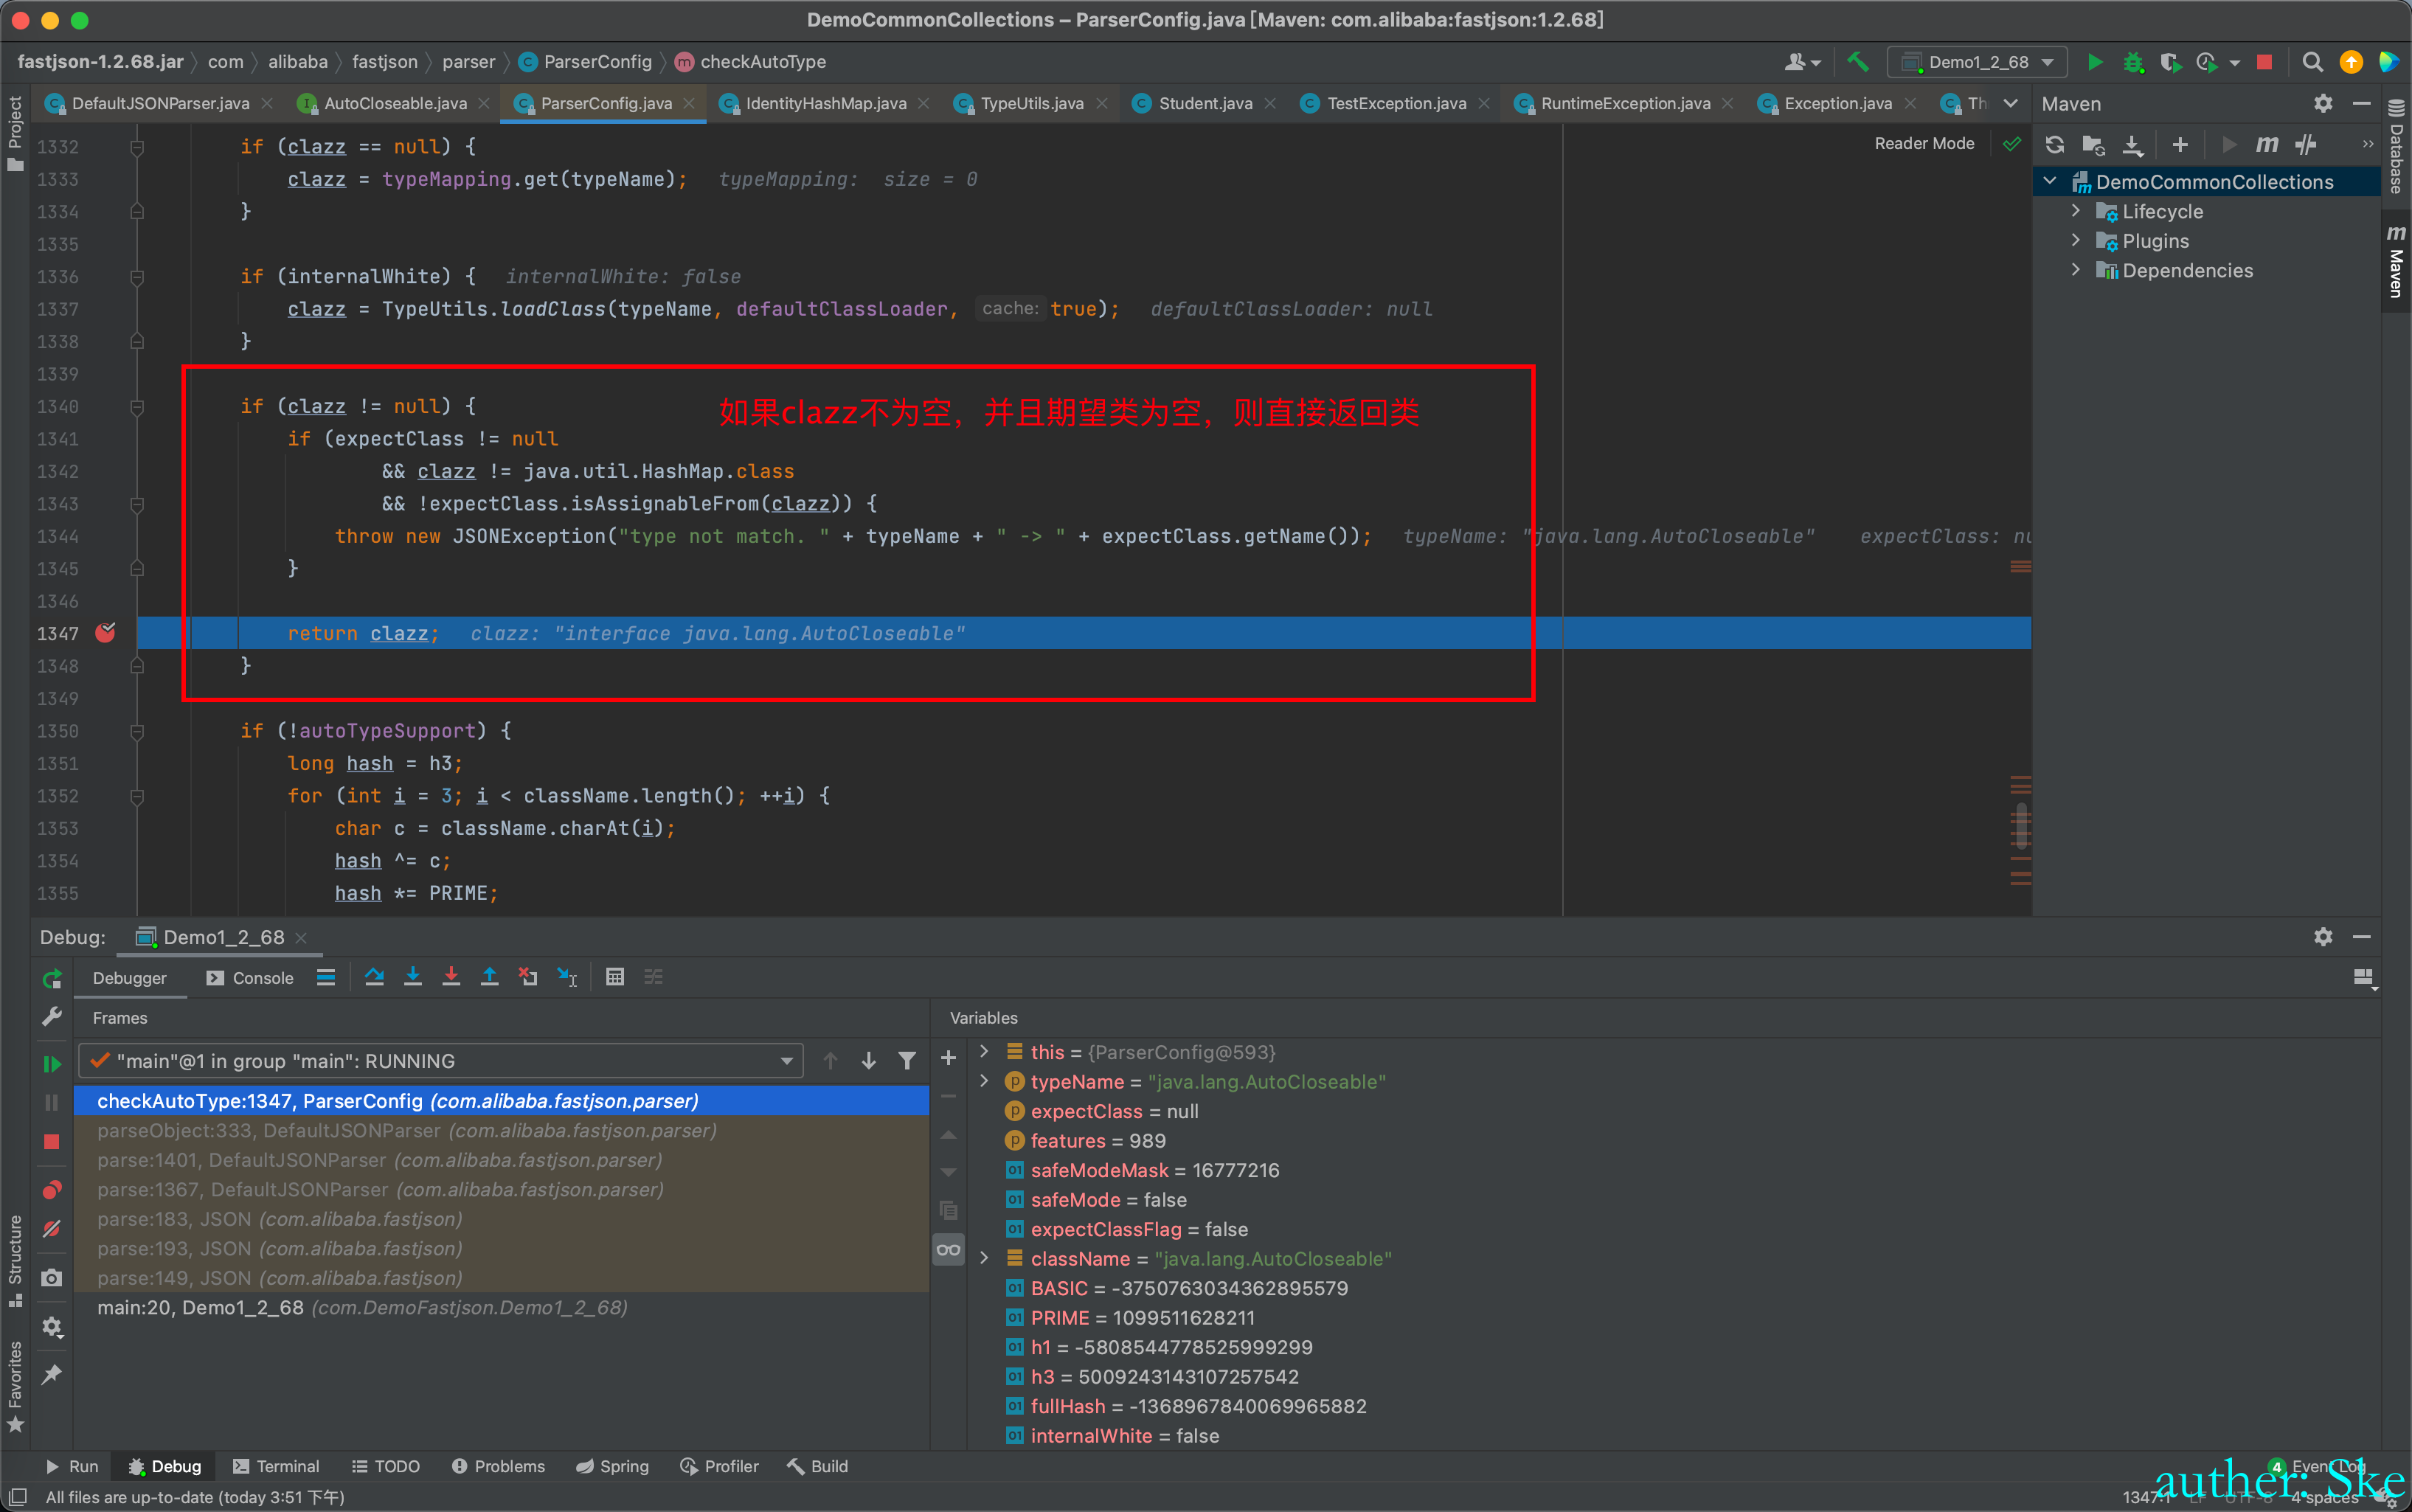 DemoCommonCollections – ParserConfig.java [Maven: com.alibaba:fastjson:1.2.68]
fastjson-1.2.68.jar com alibaba fastjson parser ParserConfig checkAutoType
Demo1_2_68
DefaultJSONParser.java AutoCloseable.java ParserConfig.java IdentityHashMap.java TypeUtils.java Student.java TestException.java RuntimeException.java Exception.java Th
Maven
Project
Database
Maven
Reader Mode
DemoCommonCollections
Lifecycle
Plugins
Dependencies
1332 if (clazz == null) {
1333 clazz = typeMapping.get(typeName); typeMapping: size = 0
1334 }
1335
1336 if (internalWhite) { internalWhite: false
1337 clazz = TypeUtils.loadClass(typeName, defaultClassLoader, cache: true); defaultClassLoader: null
1338 }
1339
如果clazz不为空，并且期望类为空，则直接返回类
1340 if (clazz != null) {
1341 if (expectClass != null
1342 && clazz != java.util.HashMap.class
1343 && !expectClass.isAssignableFrom(clazz)) {
1344 throw new JSONException("type not match. " + typeName + " -> " + expectClass.getName()); typeName: "java.lang.AutoCloseable" expectClass: nu
1345 }
1346
1347 return clazz; clazz: "interface java.lang.AutoCloseable"
1348 }
1349
1350 if (!autoTypeSupport) {
1351 long hash = h3;
1352 for (int i = 3; i < className.length(); ++i) {
1353 char c = className.charAt(i);
1354 hash ^= c;
1355 hash *= PRIME;
Debug: Demo1_2_68
Debugger Console
Frames
Variables
"main"@1 in group "main": RUNNING
checkAutoType:1347, ParserConfig (com.alibaba.fastjson.parser)
parseObject:333, DefaultJSONParser (com.alibaba.fastjson.parser)
parse:1401, DefaultJSONParser (com.alibaba.fastjson.parser)
parse:1367, DefaultJSONParser (com.alibaba.fastjson.parser)
parse:183, JSON (com.alibaba.fastjson)
parse:193, JSON (com.alibaba.fastjson)
parse:149, JSON (com.alibaba.fastjson)
main:20, Demo1_2_68 (com.DemoFastjson.Demo1_2_68)
this = {ParserConfig@593}
typeName = "java.lang.AutoCloseable"
expectClass = null
features = 989
safeModeMask = 16777216
safeMode = false
expectClassFlag = false
className = "java.lang.AutoCloseable"
BASIC = -3750763034362895579
PRIME = 1099511628211
h1 = -5808544778525999299
h3 = 5009243143107257542
fullHash = -1368967840069965882
internalWhite = false
Structure
Favorites
Run Debug Terminal TODO Problems Spring Profiler Build
4 Event Log
All files are up-to-date (today 3:51 下午)
1347:1 LF UTF-8 4 spaces
auther: Ske